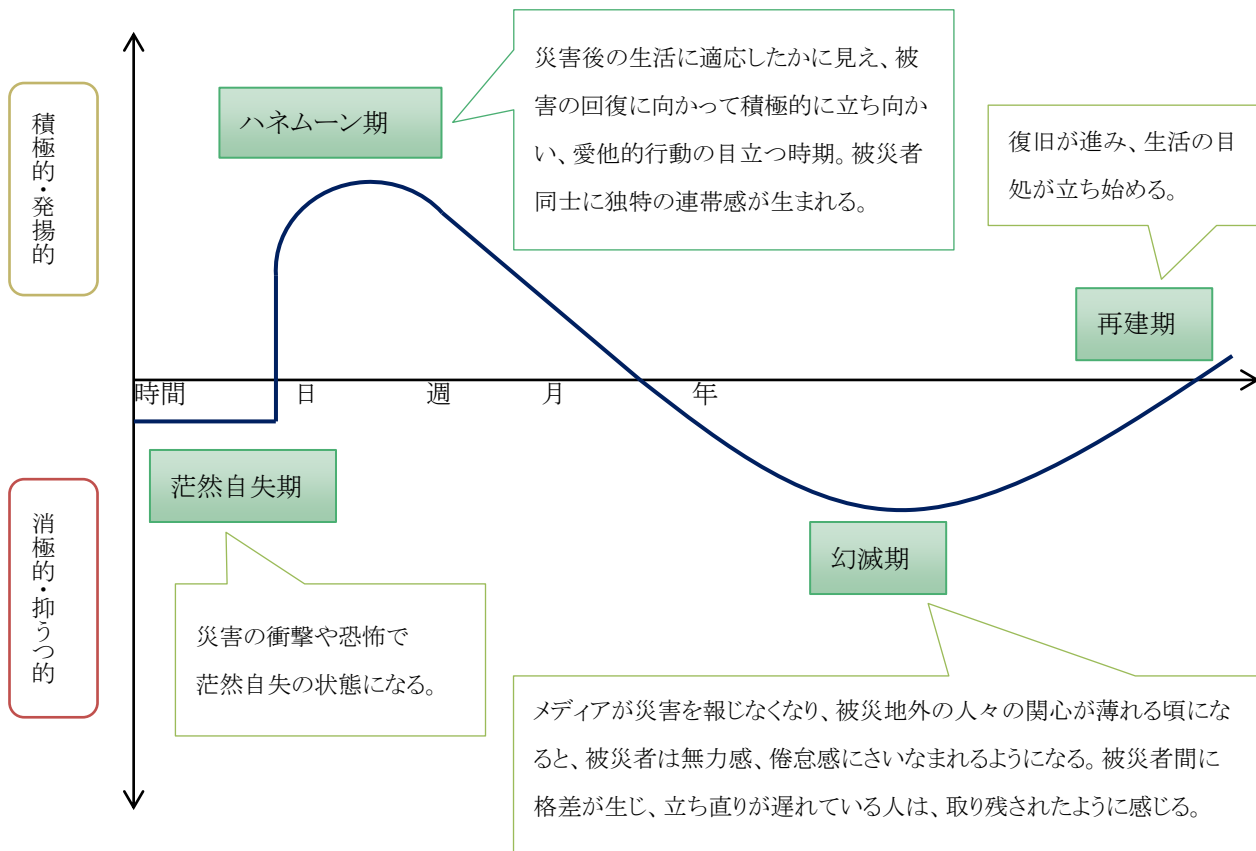 積極的・発揚的
ハネムーン期
災害後の生活に適応したかに見え、被
害の回復に向かって積極的に立ち向か
い、愛他的行動の目立つ時期。被災者
同士に独特の連帯感が生まれる。
復旧が進み、生活の目
処が立ち始める。
再建期
時間 日 週 月 年
茫然自失期
消極的・抑うつ的
幻滅期
災害の衝撃や恐怖で
茫然自失の状態になる。
メディアが災害を報じなくなり、被災地外の人々の関心が薄れる頃にな
ると、被災者は無力感、倦怠感にさいなまれるようになる。被災者間に
格差が生じ、立ち直りが遅れている人は、取り残されたように感じる。